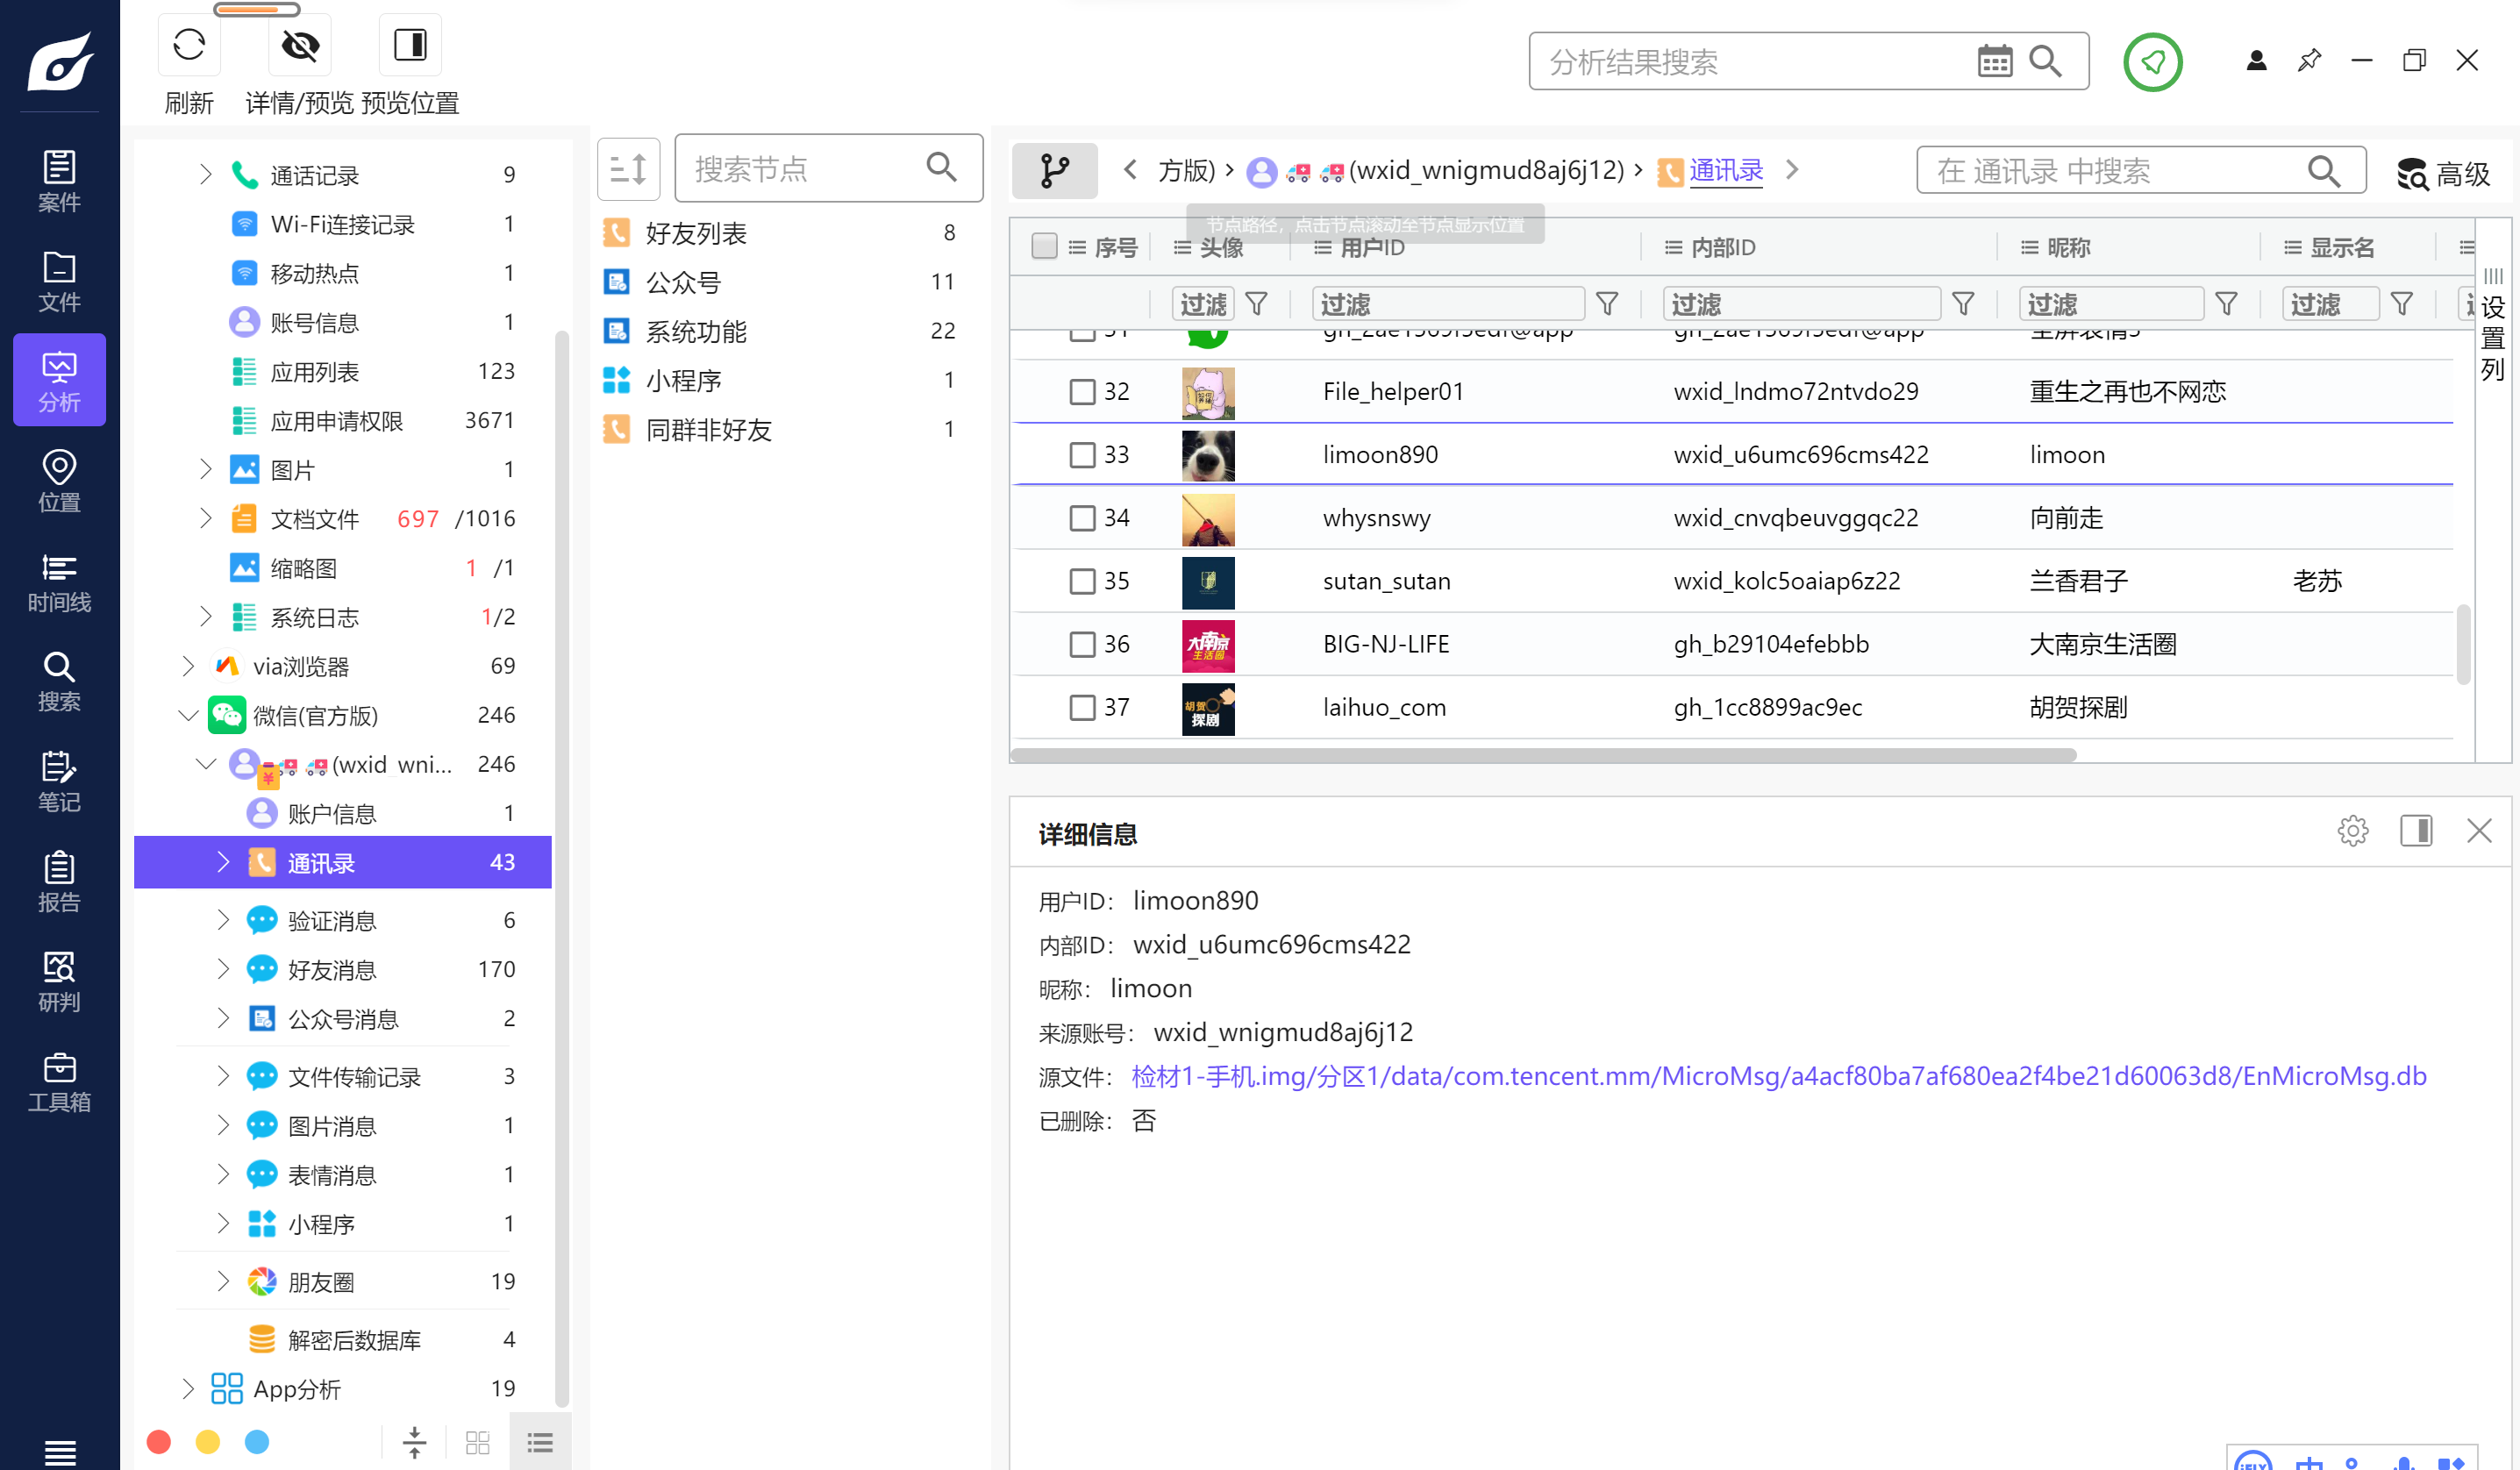 刷新
详情/预览 预览位置
分析结果搜索
案件
文件
分析
位置
时间线
搜索
笔记
报告
研判
工具箱
通话记录 9
Wi-Fi连接记录 1
移动热点 1
账号信息 1
应用列表 123
应用申请权限 3671
图片 1
文档文件 697 /1016
缩略图 1 /1
系统日志 1/2
via浏览器 69
微信(官方版) 246
(wxid_wni... 246
账户信息 1
通讯录 43
验证消息 6
好友消息 170
公众号消息 2
文件传输记录 3
图片消息 1
表情消息 1
小程序 1
朋友圈 19
解密后数据库 4
App分析 19
搜索节点
好友列表 8
公众号 11
系统功能 22
小程序 1
同群非好友 1
方版) > (wxid_wnigmud8aj6j12) > 通讯录 >
在 通讯录 中搜索
高级
节点路径，点击节点滚动至节点显示位置
序号 头像 用户ID 内部ID 昵称 显示名
过滤 过滤 过滤 过滤 过滤
设置列
32 File_helper01 wxid_lndmo72ntvdo29 重生之再也不网恋
33 limoon890 wxid_u6umc696cms422 limoon
34 whysnswy wxid_cnvqbeuvggqc22 向前走
35 sutan_sutan wxid_kolc5oaiap6z22 兰香君子 老苏
36 大南京 生活圈 BIG-NJ-LIFE gh_b29104efebbb 大南京生活圈
37 胡贺 探剧 laihuo_com gh_1cc8899ac9ec 胡贺探剧
详细信息
用户ID: limoon890
内部ID: wxid_u6umc696cms422
昵称: limoon
来源账号: wxid_wnigmud8aj6j12
源文件: 检材1-手机.img/分区1/data/com.tencent.mm/MicroMsg/a4acf80ba7af680ea2f4be21d60063d8/EnMicroMsg.db
已删除: 否